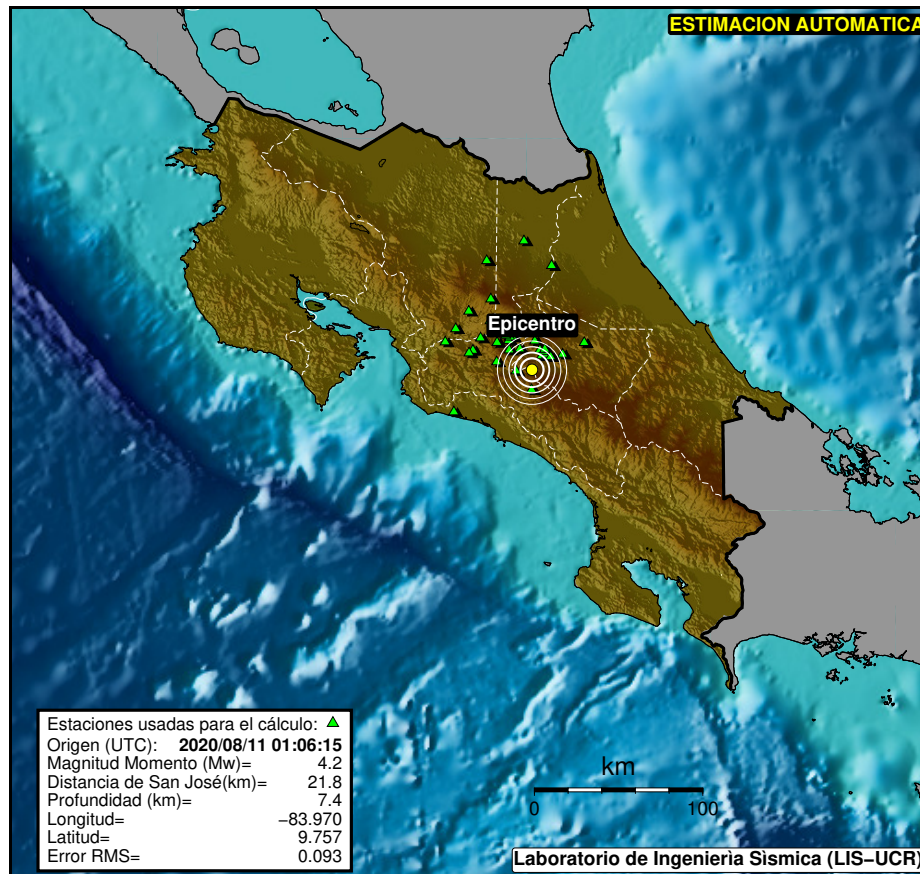 ESTIMACION AUTOMATICA
Epicentro
Estaciones usadas para el cálculo:
Origen (UTC): 2020/08/11 01:06:15
Magnitud Momento (Mw)= 4.2
Distancia de San José(km)= 21.8
Profundidad (km)= 7.4
Longitud= −83.970
Latitud= 9.757
Error RMS= 0.093
km
0 100
Laboratorio de Ingenierìa Sìsmica (LIS−UCR)